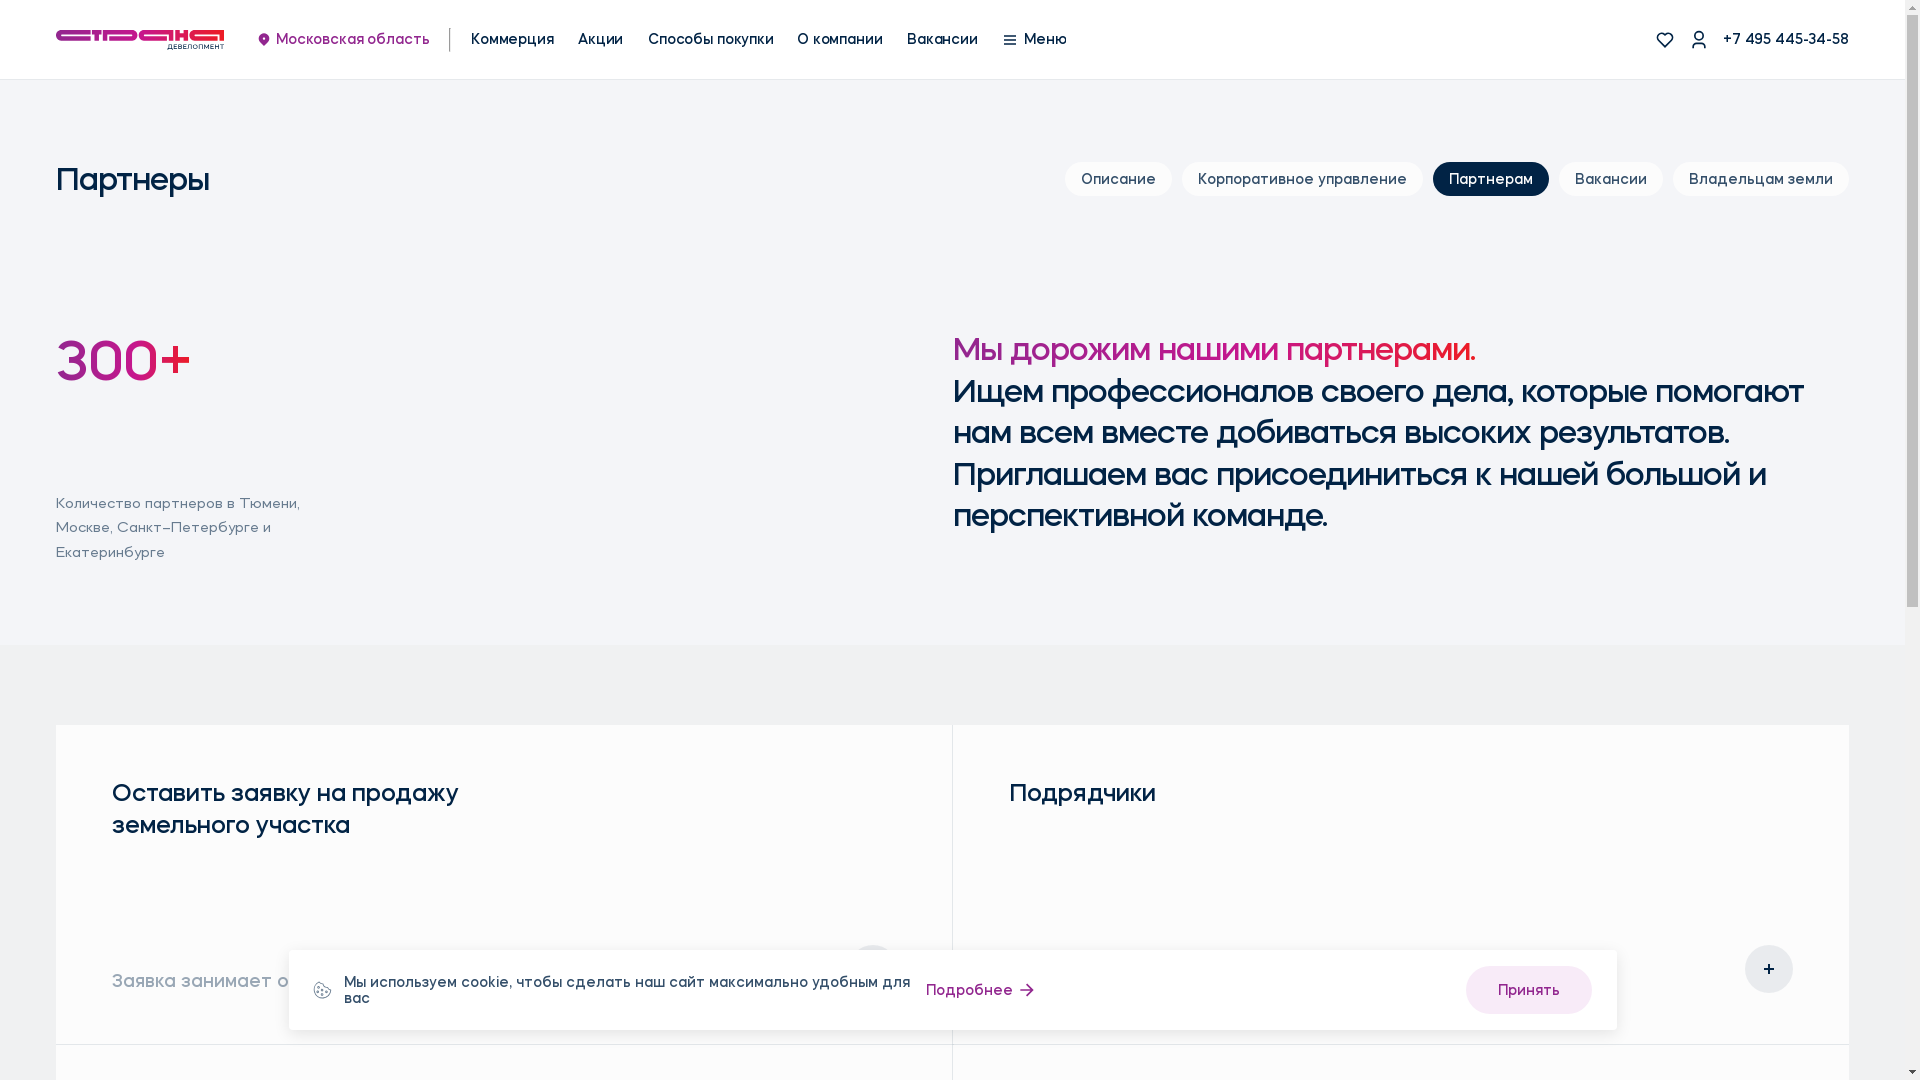 страна
ДЕВЕЛОПМЕНТ
Московская область
Коммерция
Акции
Способы покупки
О компании
Вакансии
Меню
+7 495 445-34-58
Партнеры
Описание
Корпоративное управление
Партнерам
Вакансии
Владельцам земли
300+
Количество партнеров в Тюмени,
Москве, Санкт-Петербурге и
Екатеринбурге
Мы дорожим нашими партнерами.
Ищем профессионалов своего дела, которые помогают
нам всем вместе добиваться высоких результатов.
Приглашаем вас присоединиться к нашей большой и
перспективной команде.
Оставить заявку на продажу
земельного участка
Заявка занимает
Подрядчики
+
Мы используем cookie, чтобы сделать наш сайт максимально удобным для
вас
Подробнее
Принять